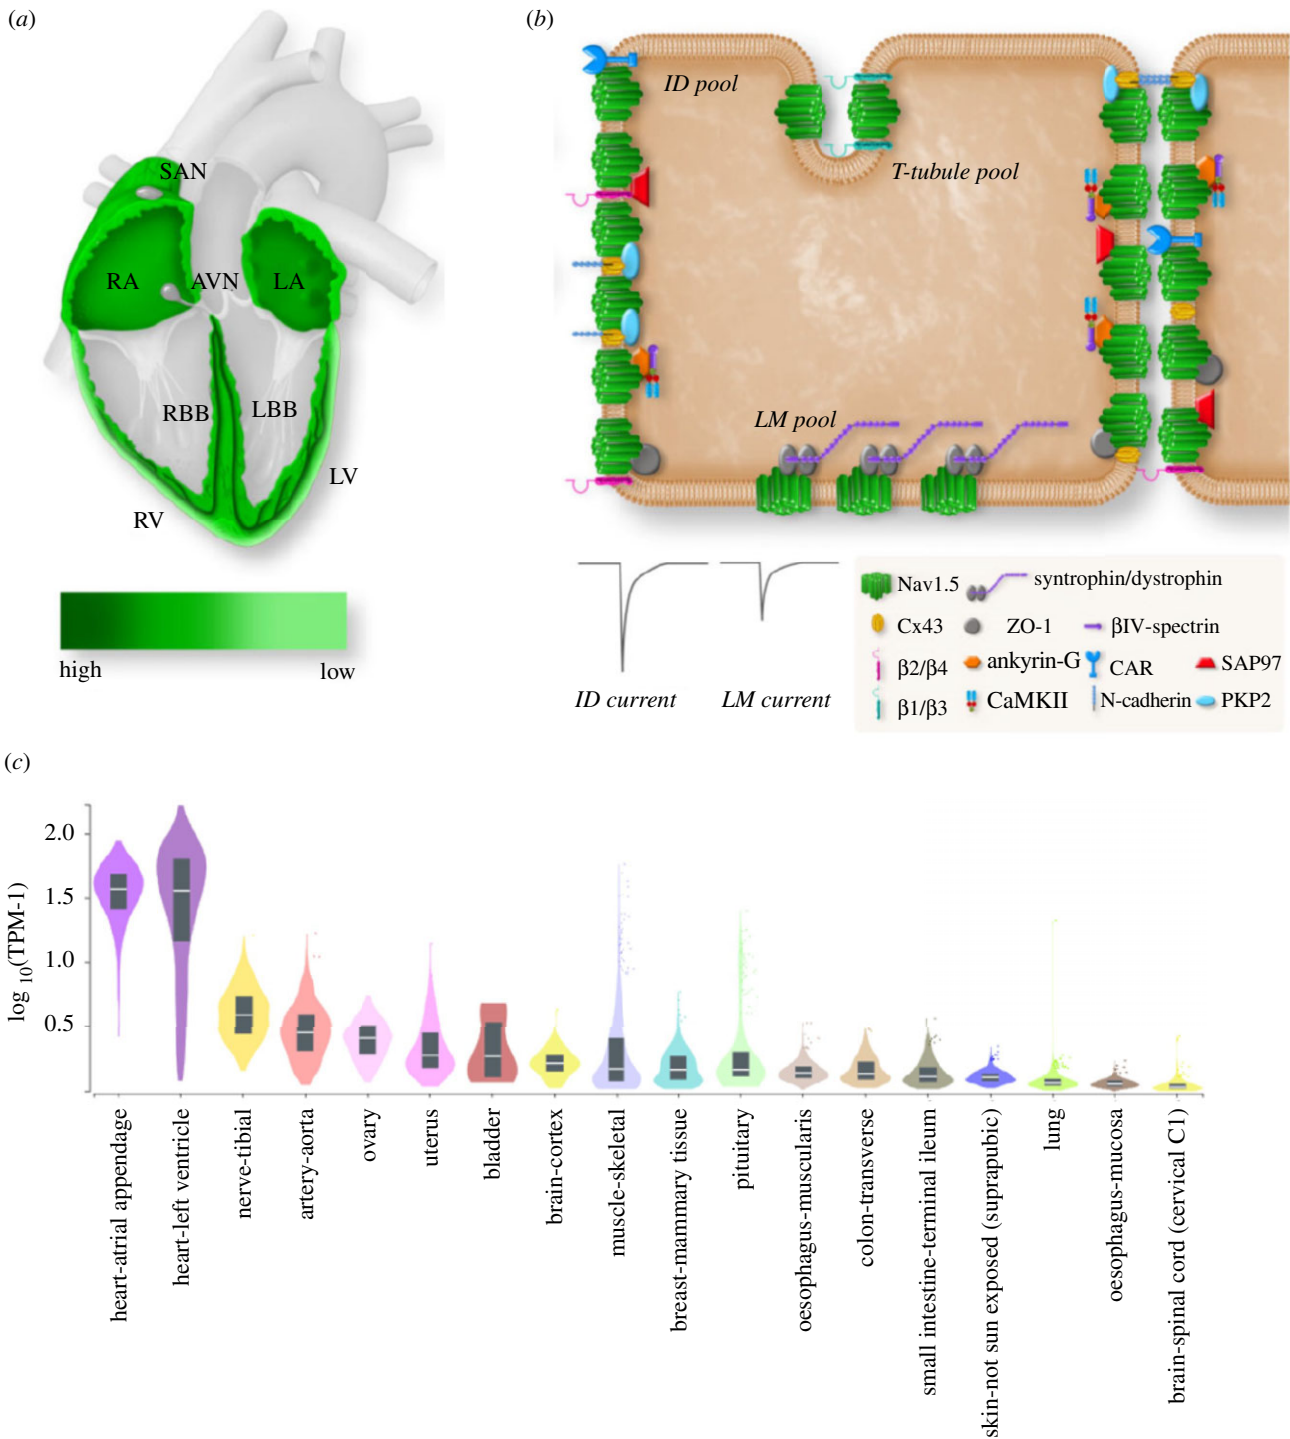 (a)
SAN
RA
AVN
LA
RBB
LBB
LV
RV
high
low
(b)
ID pool
T-tubule pool
LM pool
ID current
LM current
Nav1.5
syntrophin/dystrophin
Cx43
ZO-1
βIV-spectrin
β2/β4
ankyrin-G
CAR
SAP97
β1/β3
CaMKII
N-cadherin
PKP2
(c)
log 10(TPM-1)
2.0
1.5
1.0
0.5
heart-atrial appendage
heart-left ventricle
nerve-tibial
artery-aorta
ovary
uterus
bladder
brain-cortex
muscle-skeletal
breast-mammary tissue
pituitary
oesophagus-muscularis
colon-transverse
small intestine-terminal ileum
skin-not sun exposed (suprapubic)
lung
oesophagus-mucosa
brain-spinal cord (cervical C1)